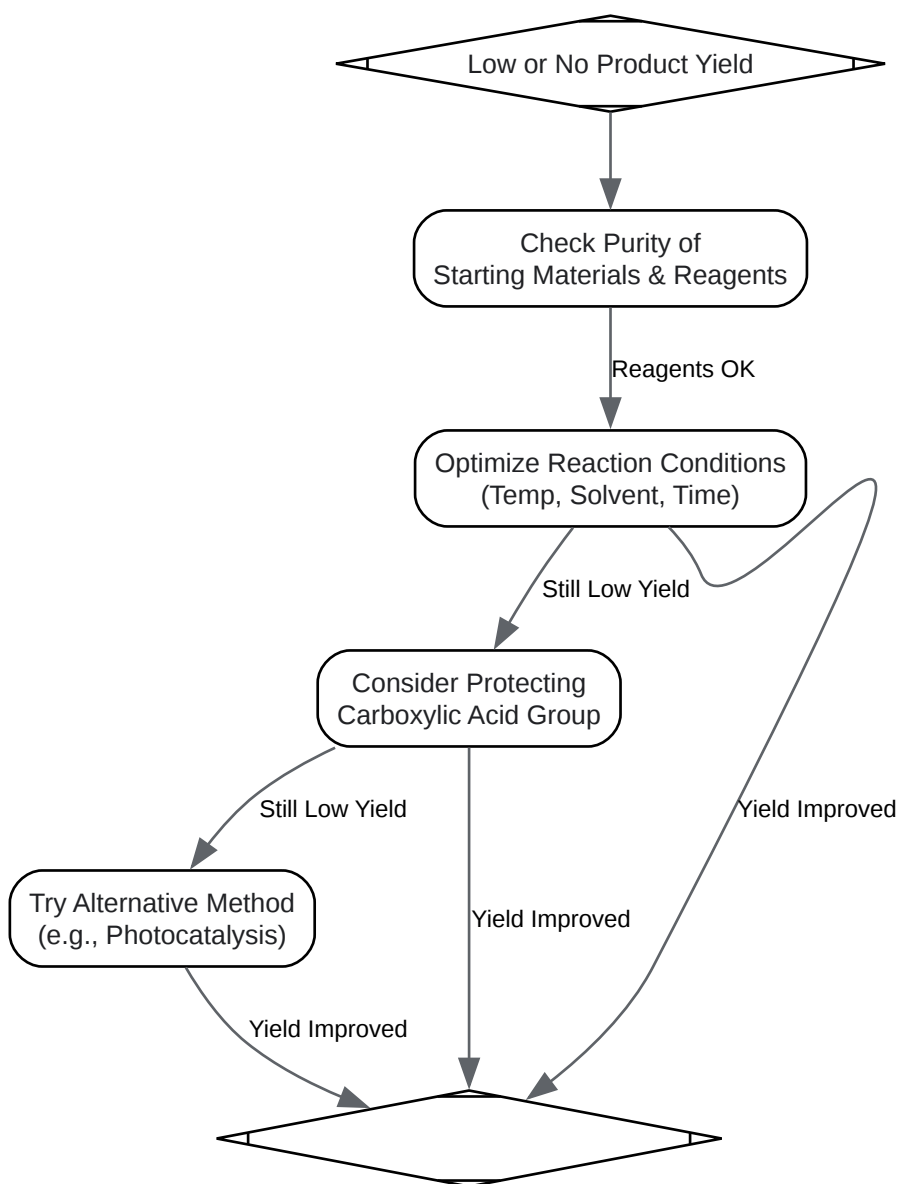 Low or No Product Yield
Check Purity of
Starting Materials & Reagents
Reagents OK
Optimize Reaction Conditions
(Temp, Solvent, Time)
Still Low Yield
Consider Protecting
Carboxylic Acid Group
Still Low Yield
Yield Improved
Try Alternative Method
(e.g., Photocatalysis)
Yield Improved
Yield Improved